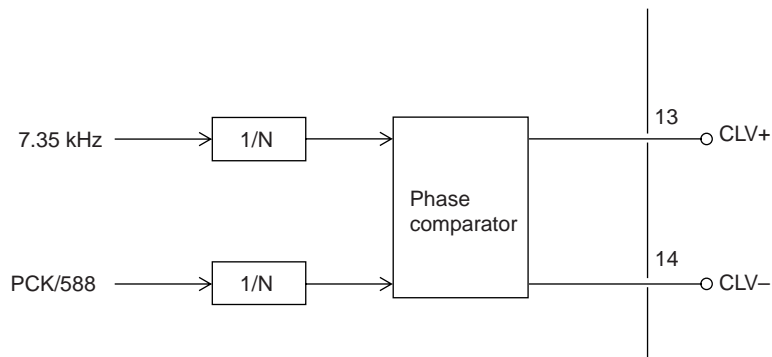 13
7.35 kHz
1/N
CLV+
Phase
comparator
14
PCK/588
1/N
CLV–